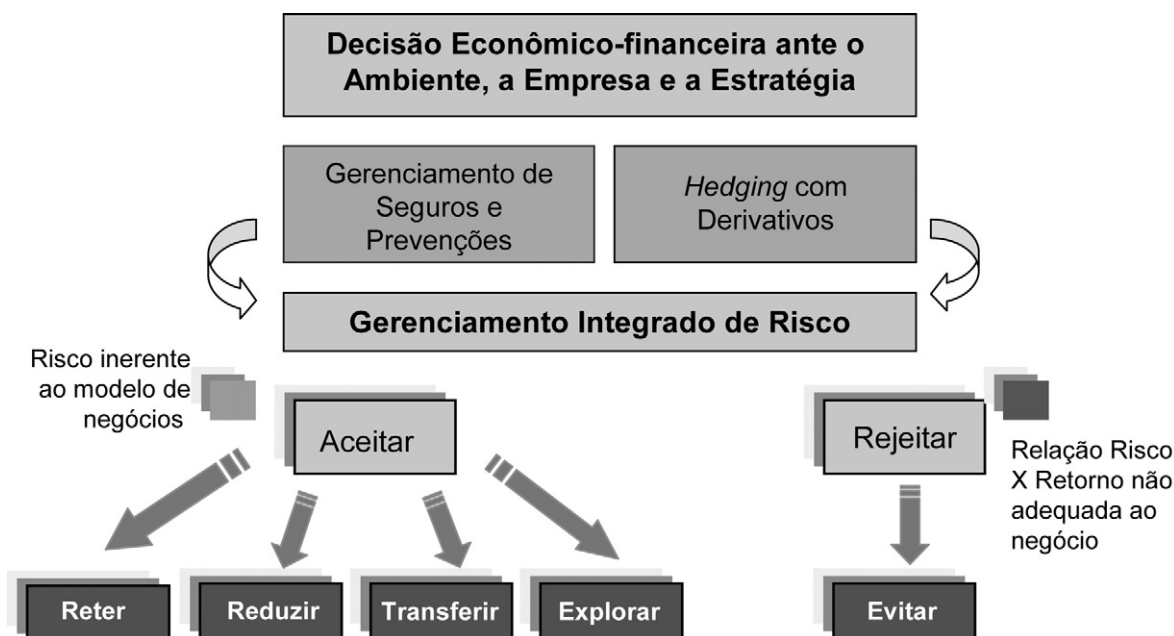 Decisão Econômico-financeira ante o
Ambiente, a Empresa e a Estratégia
Gerenciamento de
Seguros e
Prevenções
Hedging com
Derivativos
Gerenciamento Integrado de Risco
Risco inerente
ao modelo de
negócios
Aceitar
Rejeitar
Relação Risco
X Retorno não
adequada ao
negócio
Reter
Reduzir
Transferir
Explorar
Evitar